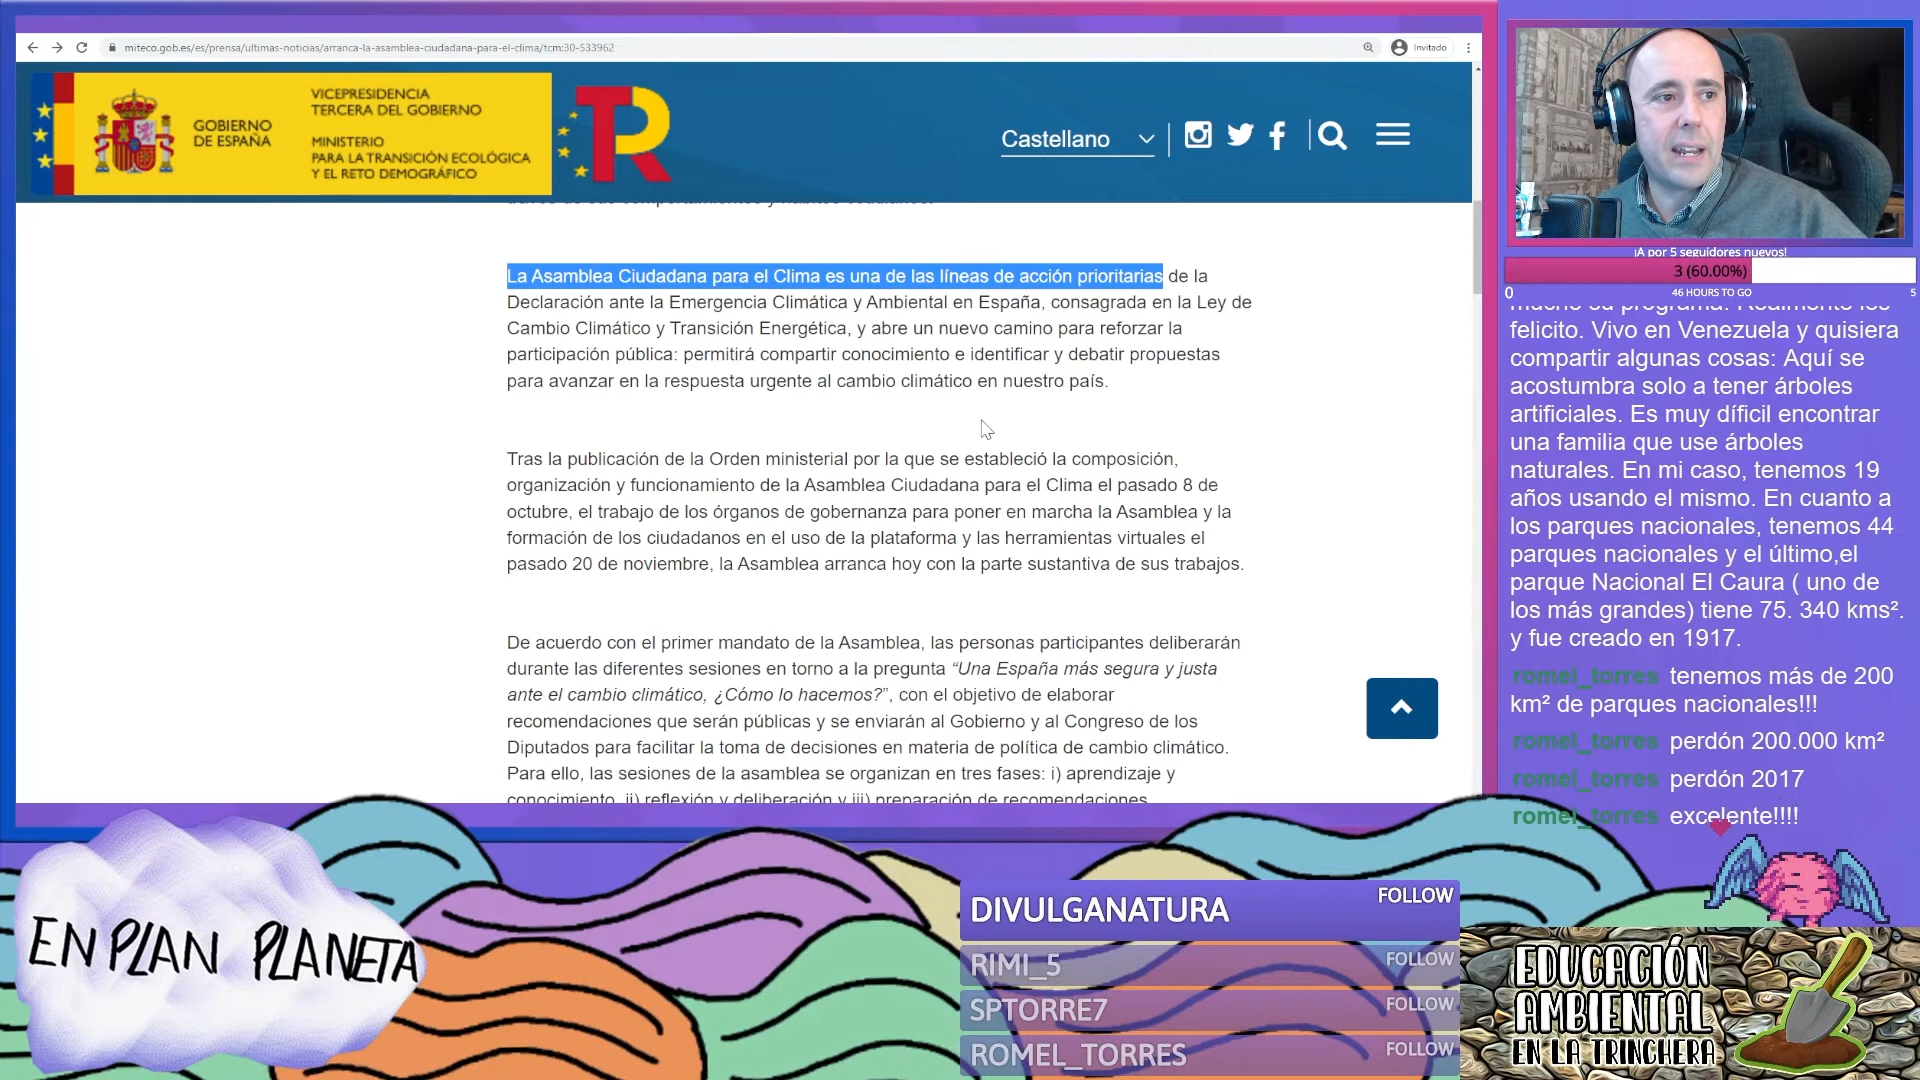 miteco.gob.es/es/prensa/ultimas-noticias/arranca-la-asamblea-ciudadana-para-el-clima/tcm:30-533962
Invitado
GOBIERNO
DE ESPAÑA
VICEPRESIDENCIA
TERCERA DEL GOBIERNO
MINISTERIO
PARA LA TRANSICIÓN ECOLÓGICA
Y EL RETO DEMOGRÁFICO
TR
Castellano
La Asamblea Ciudadana para el Clima es una de las líneas de acción prioritarias de la
Declaración ante la Emergencia Climática y Ambiental en España, consagrada en la Ley de
Cambio Climático y Transición Energética, y abre un nuevo camino para reforzar la
participación pública: permitirá compartir conocimiento e identificar y debatir propuestas
para avanzar en la respuesta urgente al cambio climático en nuestro país.
Tras la publicación de la Orden ministerial por la que se estableció la composición,
organización y funcionamiento de la Asamblea Ciudadana para el Clima el pasado 8 de
octubre, el trabajo de los órganos de gobernanza para poner en marcha la Asamblea y la
formación de los ciudadanos en el uso de la plataforma y las herramientas virtuales el
pasado 20 de noviembre, la Asamblea arranca hoy con la parte sustantiva de sus trabajos.
De acuerdo con el primer mandato de la Asamblea, las personas participantes deliberarán
durante las diferentes sesiones en torno a la pregunta “Una España más segura y justa
ante el cambio climático, ¿Cómo lo hacemos?”, con el objetivo de elaborar
recomendaciones que serán públicas y se enviarán al Gobierno y al Congreso de los
Diputados para facilitar la toma de decisiones en materia de política de cambio climático.
Para ello, las sesiones de la asamblea se organizan en tres fases: i) aprendizaje y
conocimiento, ii) reflexión y deliberación y iii) preparación de recomendaciones
¡A por 5 seguidores nuevos!
3 (60.00%)
0
46 HOURS TO GO
5
mucho su programa. Realmente los
felicito. Vivo en Venezuela y quisiera
compartir algunas cosas: Aquí se
acostumbra solo a tener árboles
artificiales. Es muy díficil encontrar
una familia que use árboles
naturales. En mi caso, tenemos 19
años usando el mismo. En cuanto a
los parques nacionales, tenemos 44
parques nacionales y el último,el
parque Nacional El Caura ( uno de
los más grandes) tiene 75. 340 kms².
y fue creado en 1917.
romel_torres tenemos más de 200
km² de parques nacionales!!!
romel_torres perdón 200.000 km²
romel_torres perdón 2017
romel_torres excelente!!!!
EN PLAN PLANETA
DIVULGANATURA FOLLOW
RIMI_5 FOLLOW
SPTORRE7 FOLLOW
ROMEL_TORRES FOLLOW
EDUCACIÓN
AMBIENTAL
EN LA TRINCHERA